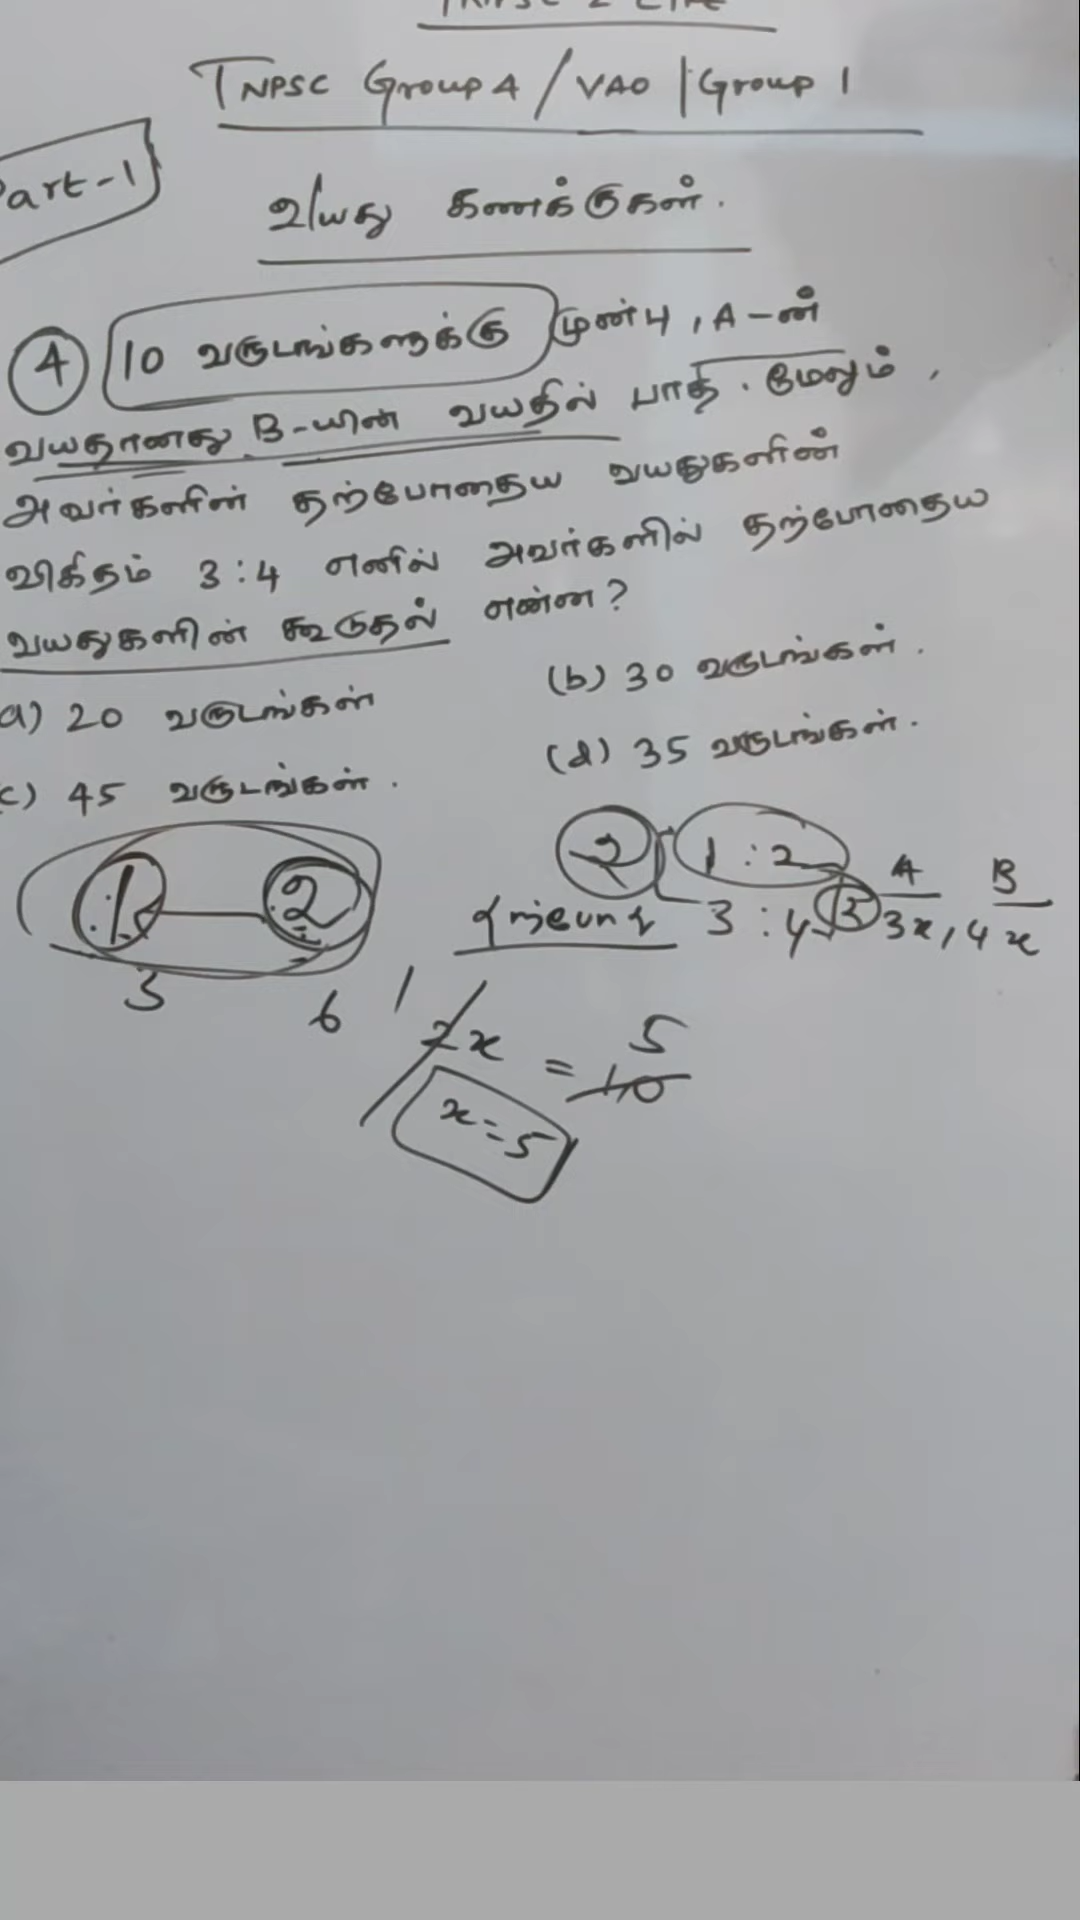 TNPSC Group 4 / VAO | Group 1
Part-1
வயது கணக்குகள்.
4 10 வருடங்களுக்கு முன்பு, A-ன்
வயதானது B-யின் வயதில் பாதி. மேலும்,
அவர்களின் தற்போதைய வயதுகளின்
விகிதம் 3:4 எனில் அவர்களில் தற்போதைய
வயதுகளின் கூடுதல் என்ன?
a) 20 வருடங்கள்
(b) 30 வருடங்கள்.
c) 45 வருடங்கள்.
(d) 35 வருடங்கள்.
1 2
3 6
2 1:2
3:4
A B
3x, 4x
1
2x = 10
5
x=5